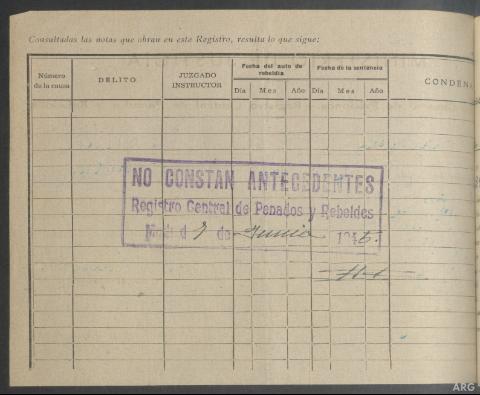 Consultadas las notas que obran en este Registro, resulta lo que sigue:
Número de la causa
DELITO
JUZGADO INSTRUCTOR
Fecha del auto de rebeldía
Día Mes Año
Fecha de la sentencia
Día Mes Año
CONDEN
NO CONSTAN ANTECEDENTES
Registro Central de Penados y Rebeldes
de Junio
ARG